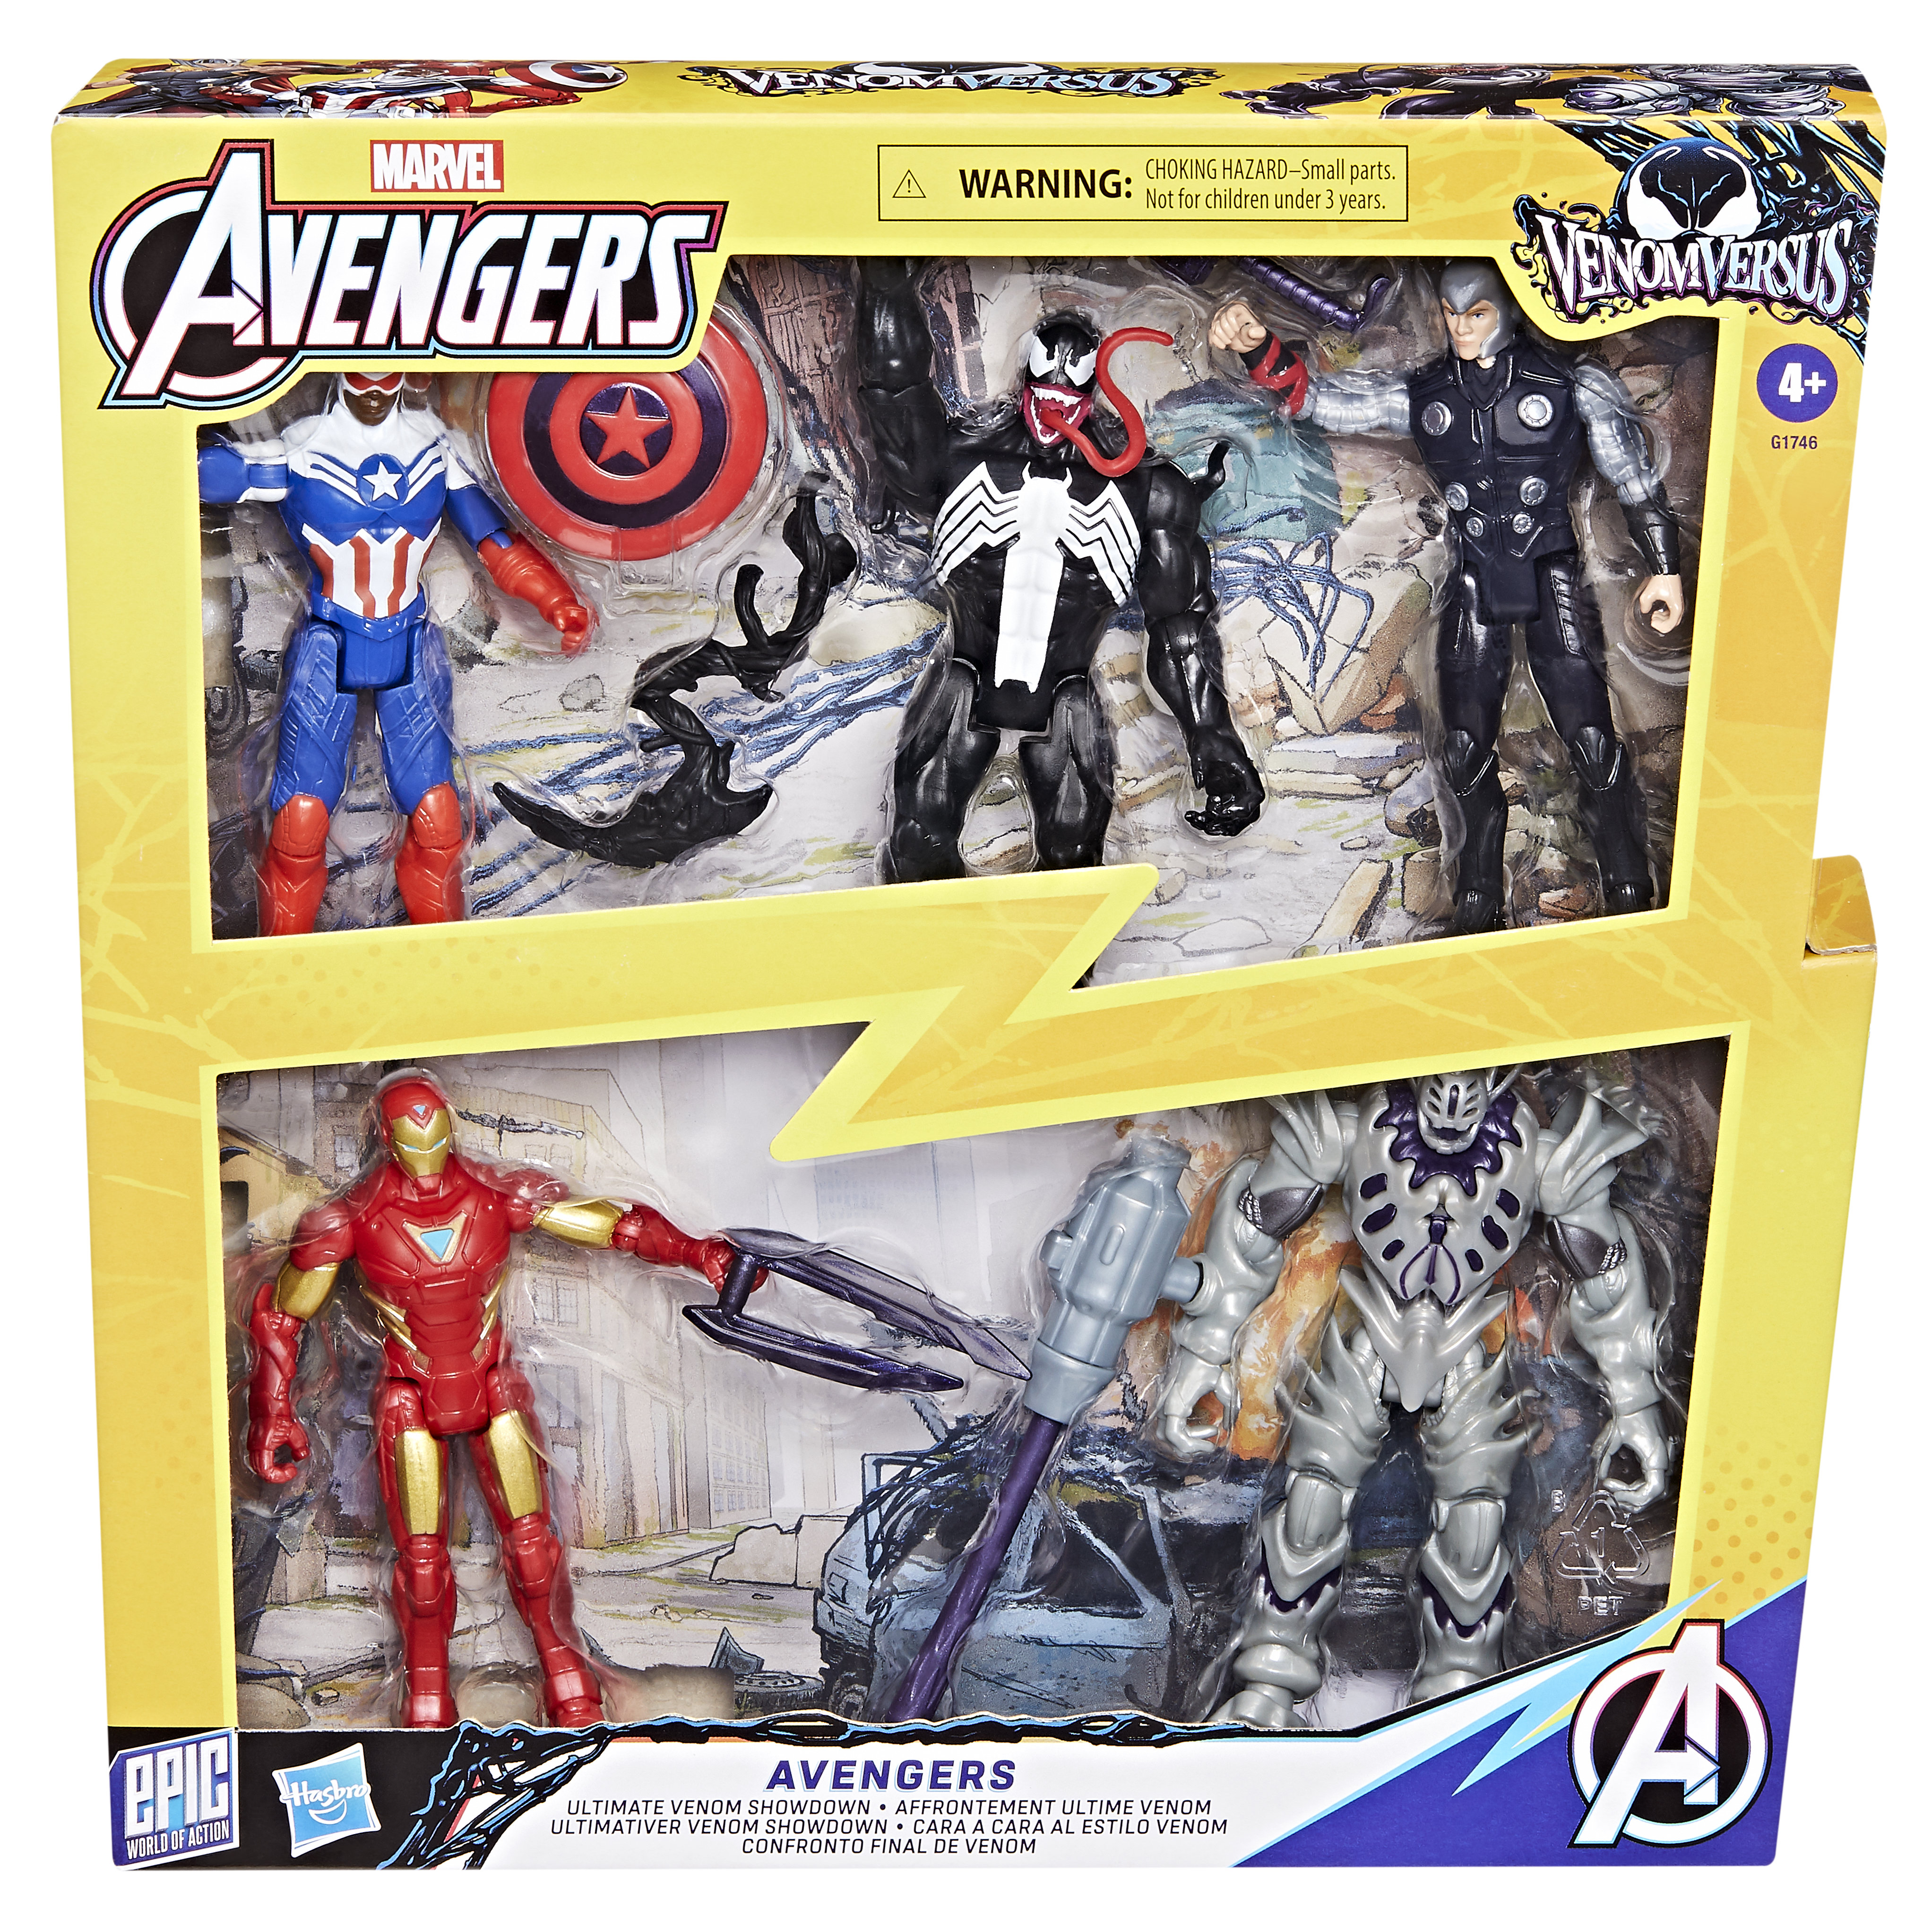 VENOMVERSUS
MARVEL
AVENGERS
WARNING: CHOKING HAZARD–Small parts.
Not for children under 3 years.
VENOMVERSUS
4+
G1746
1
PET
EPIC
WORLD OF ACTION
Hasbro
AVENGERS
ULTIMATE VENOM SHOWDOWN • AFFRONTEMENT ULTIME VENOM
ULTIMATIVER VENOM SHOWDOWN • CARA A CARA AL ESTILO VENOM
CONFRONTO FINAL DE VENOM
A